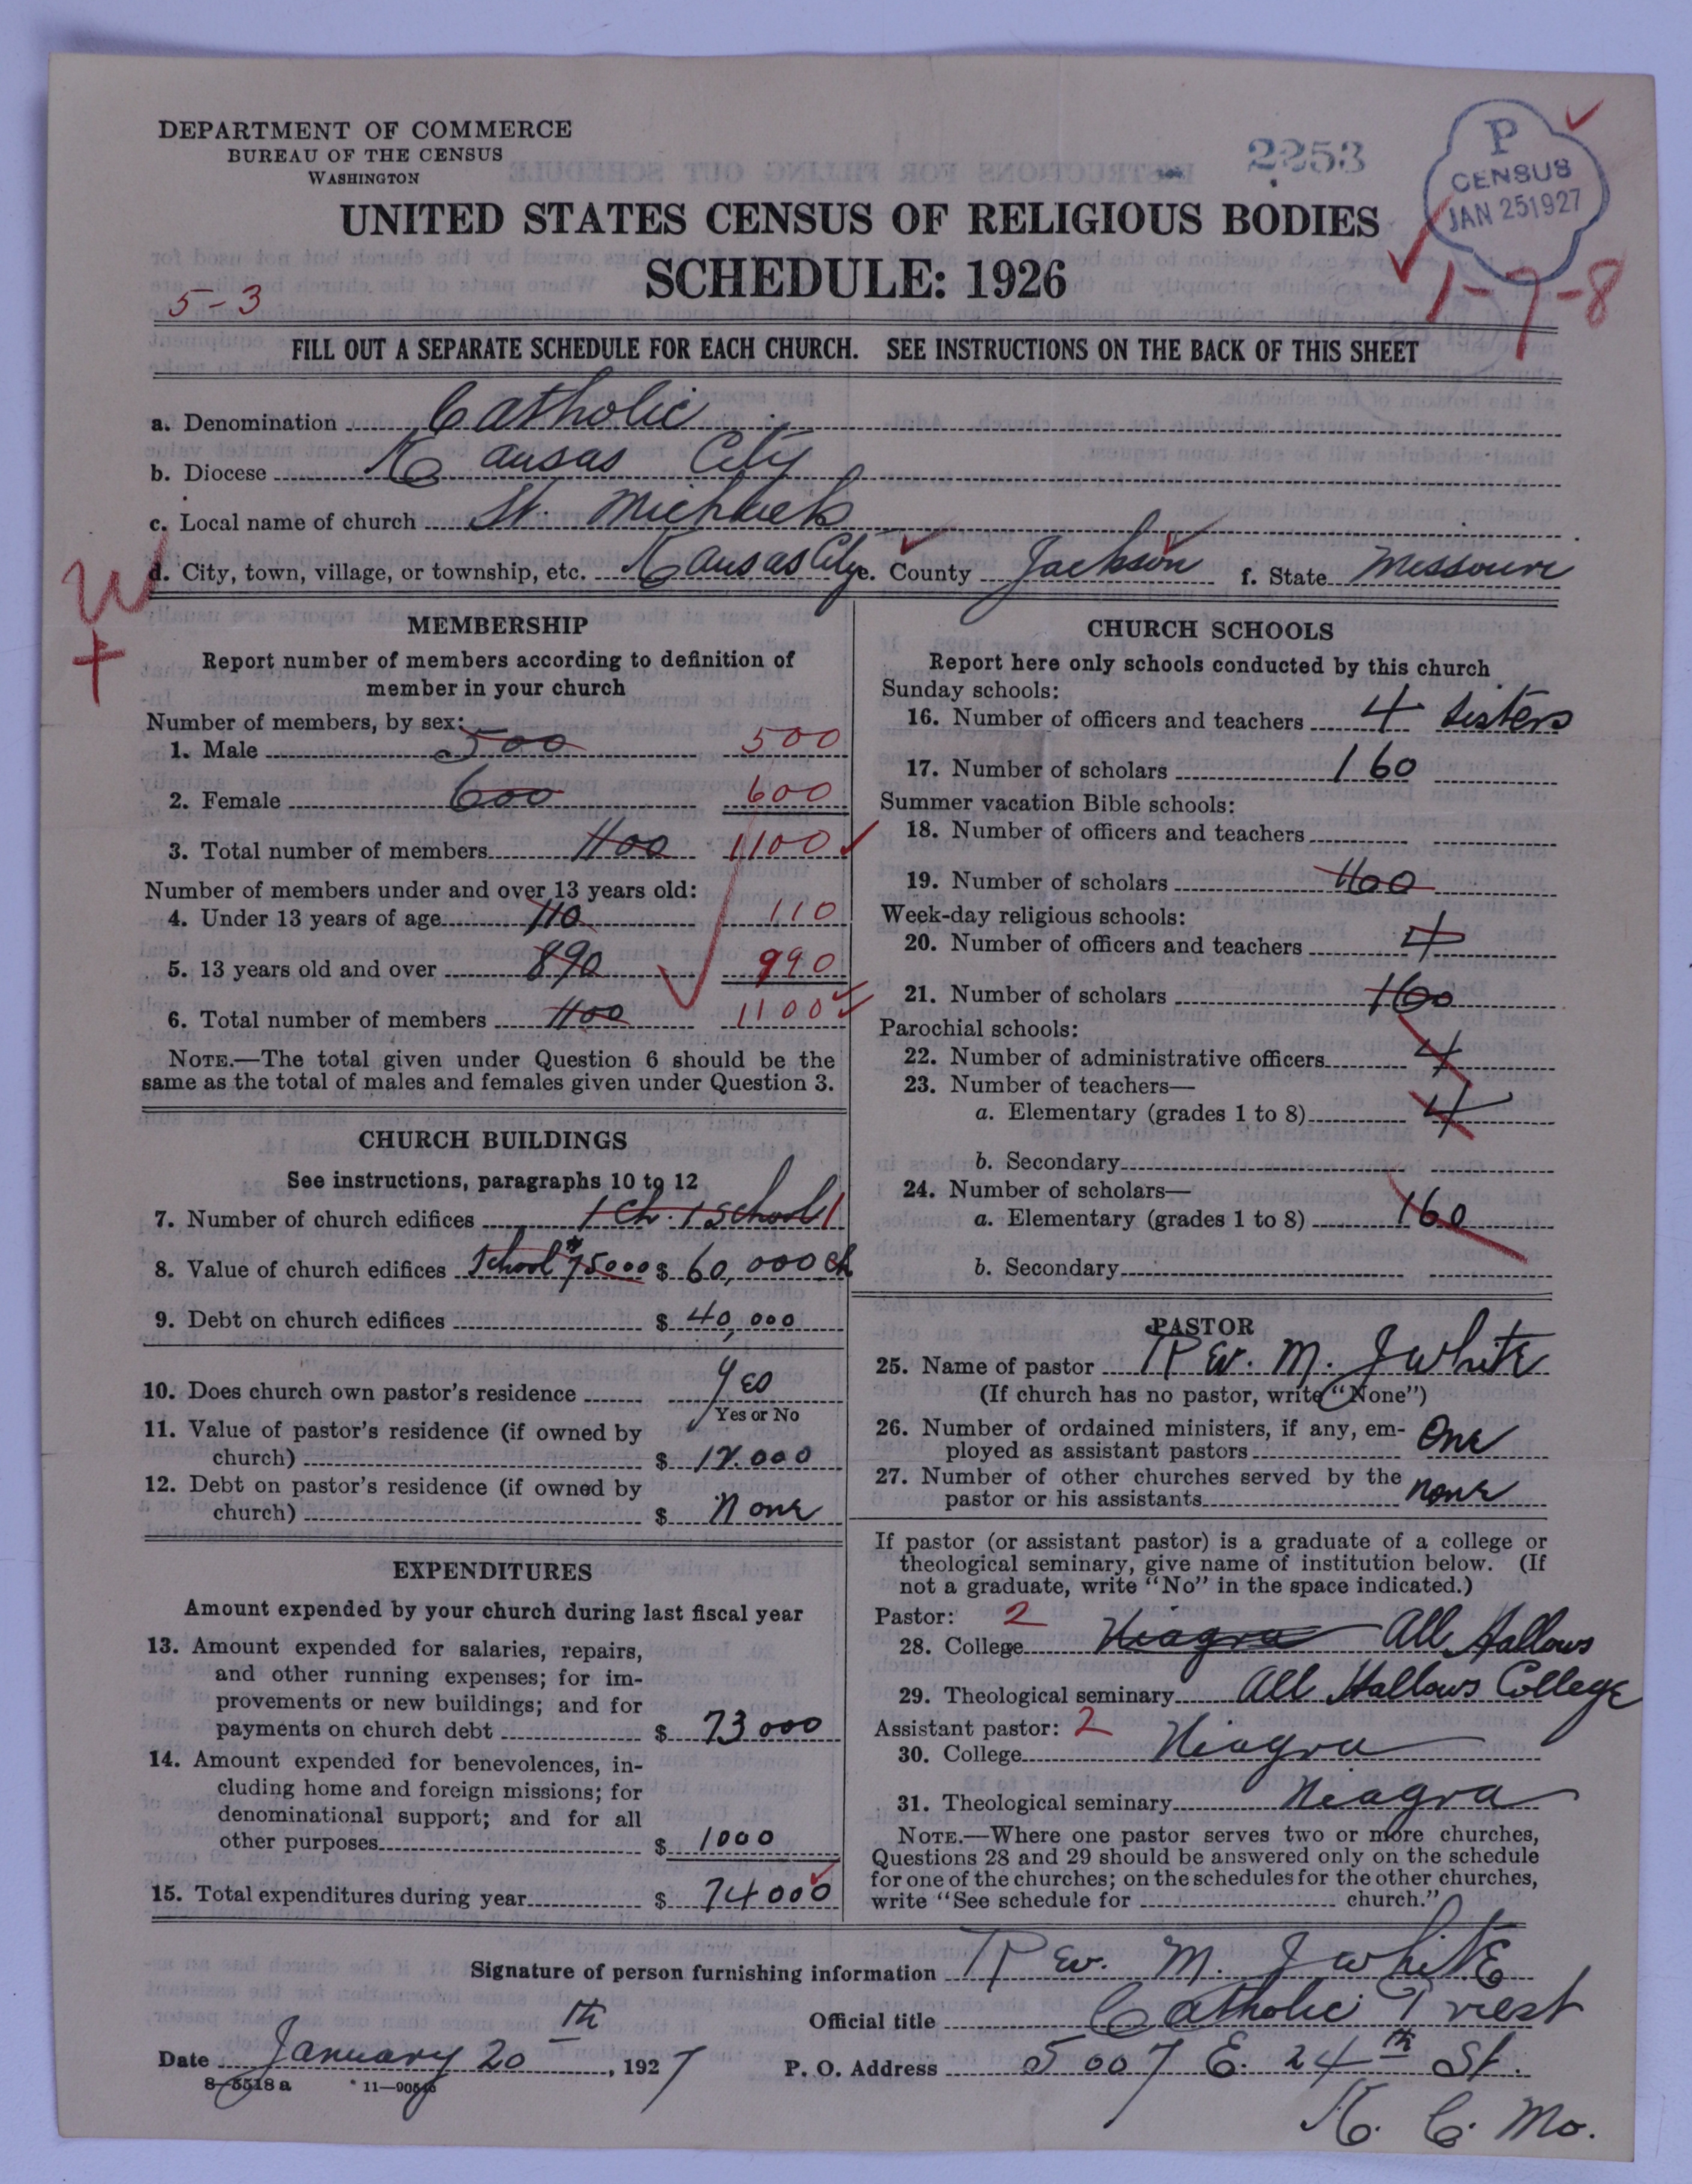 DEPARTMENT OF COMMERCE
BUREAU OF THE CENSUS
WASHINGTON
2253
P
CENSUS
JAN 25 1927
UNITED STATES CENSUS OF RELIGIOUS BODIES
SCHEDULE: 1926
5-3
1-7-8
FILL OUT A SEPARATE SCHEDULE FOR EACH CHURCH. SEE INSTRUCTIONS ON THE BACK OF THIS SHEET
a. Denomination Catholic
b. Diocese Kansas City
c. Local name of church St. Michaels
d. City, town, village, or township, etc. Kansas City e. County Jackson f. State Missouri
W
+
MEMBERSHIP
Report number of members according to definition of
member in your church
Number of members, by sex:
1. Male 500 500
2. Female 600 600
3. Total number of members 1100 1100
Number of members under and over 13 years old:
4. Under 13 years of age 110 110
5. 13 years old and over 890 990
6. Total number of members 1100 1100
NOTE.—The total given under Question 6 should be the
same as the total of males and females given under Question 3.
CHURCH BUILDINGS
See instructions, paragraphs 10 to 12
7. Number of church edifices 1 Ch. 1 School 1
8. Value of church edifices School $75000 $ 60,000 Ch
9. Debt on church edifices $ 40,000
10. Does church own pastor's residence Yes
Yes or No
11. Value of pastor's residence (if owned by
church) $ 12.000
12. Debt on pastor's residence (if owned by
church) $ None
EXPENDITURES
Amount expended by your church during last fiscal year
13. Amount expended for salaries, repairs,
and other running expenses; for im-
provements or new buildings; and for
payments on church debt $ 73000
14. Amount expended for benevolences, in-
cluding home and foreign missions; for
denominational support; and for all
other purposes $ 1000
15. Total expenditures during year $ 74000
CHURCH SCHOOLS
Report here only schools conducted by this church
Sunday schools:
16. Number of officers and teachers 4 Sisters
17. Number of scholars 160
Summer vacation Bible schools:
18. Number of officers and teachers
19. Number of scholars 1100
Week-day religious schools:
20. Number of officers and teachers 4
21. Number of scholars 160
Parochial schools:
22. Number of administrative officers 4
23. Number of teachers—
a. Elementary (grades 1 to 8) 4
b. Secondary
24. Number of scholars—
a. Elementary (grades 1 to 8) 160
b. Secondary
PASTOR
25. Name of pastor Rev. M. J White
(If church has no pastor, write "None")
26. Number of ordained ministers, if any, em-
ployed as assistant pastors One
27. Number of other churches served by the
pastor or his assistants none
If pastor (or assistant pastor) is a graduate of a college or
theological seminary, give name of institution below. (If
not a graduate, write "No" in the space indicated.)
Pastor: 2
28. College Niagra All Hallows
29. Theological seminary All Hallows College
Assistant pastor: 2
30. College Niagra
31. Theological seminary Niagra
NOTE.—Where one pastor serves two or more churches,
Questions 28 and 29 should be answered only on the schedule
for one of the churches; on the schedules for the other churches,
write "See schedule for church."
Signature of person furnishing information Rev. M. J White
Official title Catholic Priest
Date January 20th, 1927 P. O. Address 5007 E. 24th St.
8-5518a 11-90545
K. C. Mo.